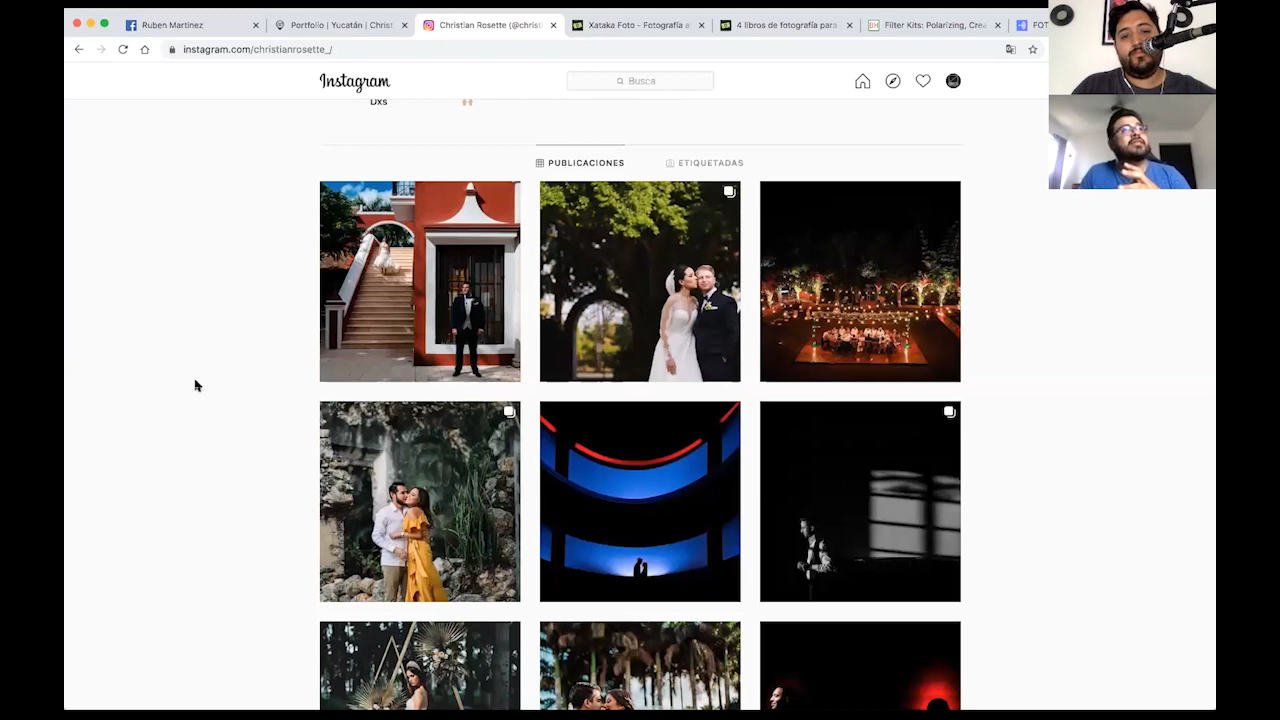 Ruben Martinez
Portfolio | Yucatán | Christ
Christian Rosette (@christi
Xataka Foto - Fotografía a
4 libros de fotografía para
Filter Kits: Polarizing, Crea
FOT
instagram.com/christianrosette_/
Instagram
Busca
Dxs
PUBLICACIONES
ETIQUETADAS